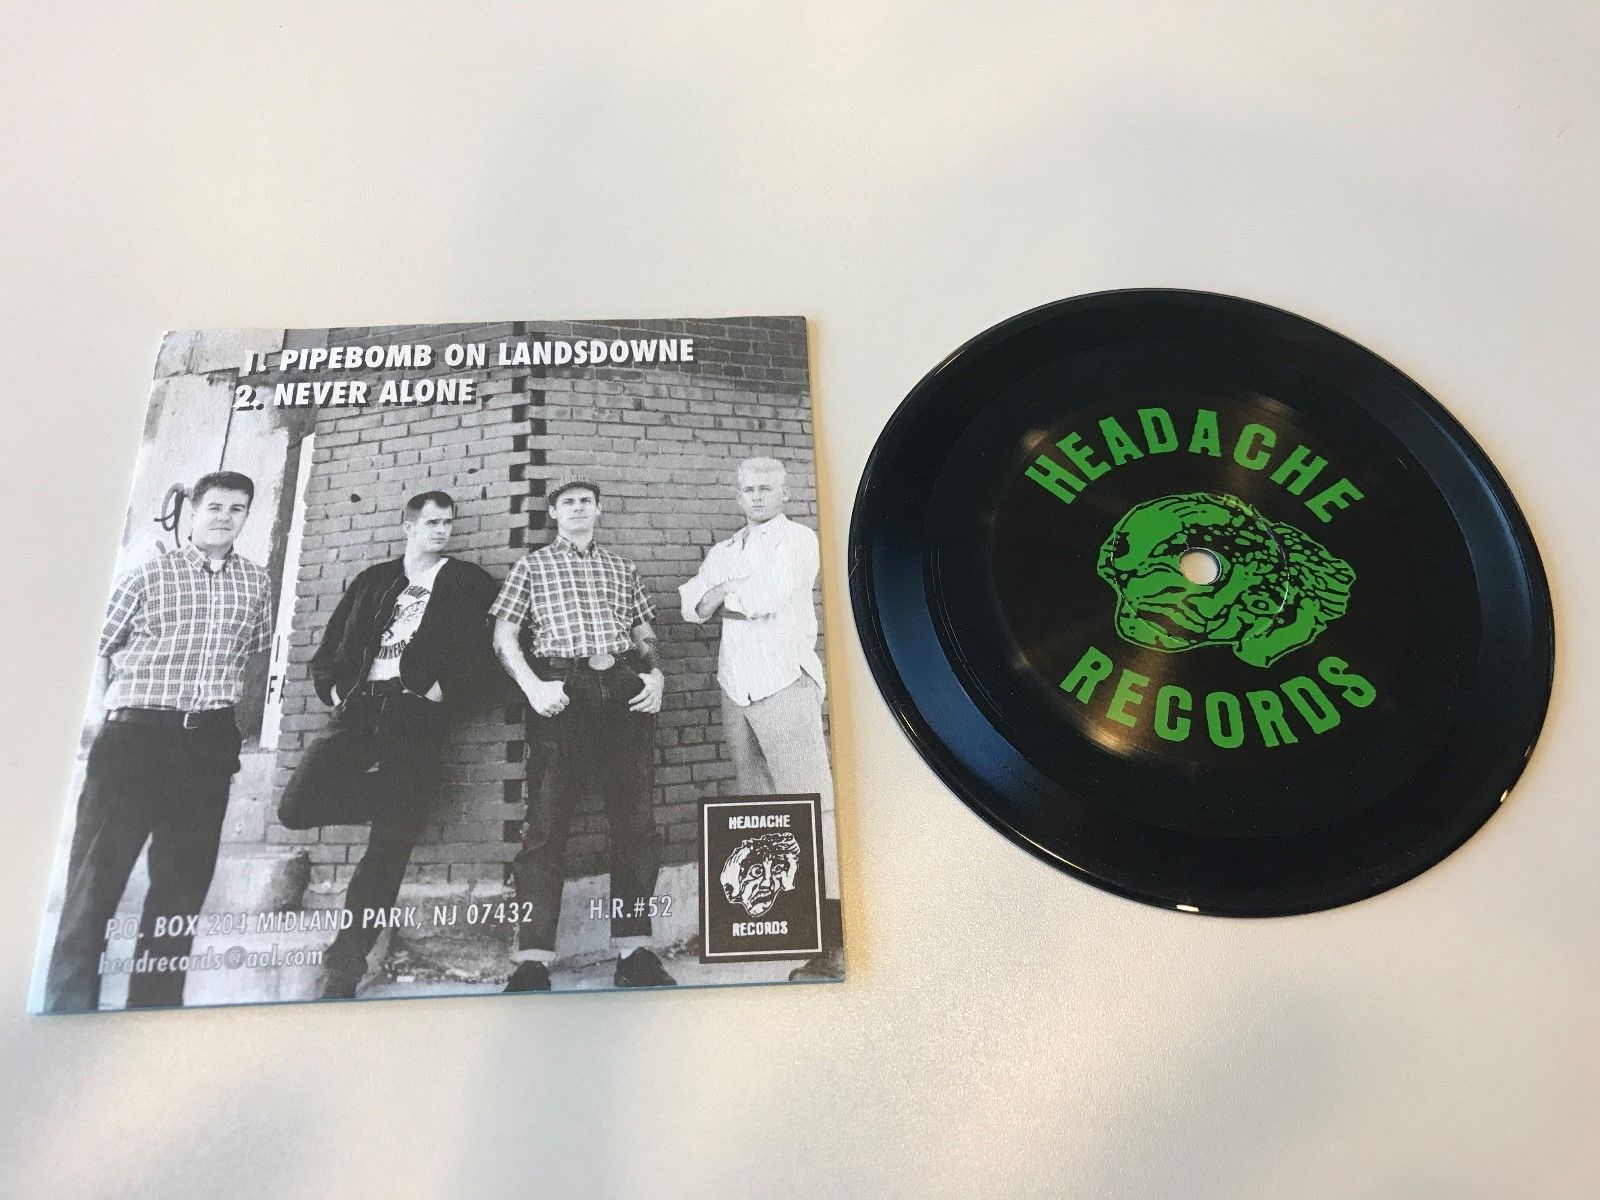 1. PIPEBOMB ON LANDSDOWNE
2. NEVER ALONE
P.O. BOX 204 MIDLAND PARK, NJ 07432
H.R.#52
headrecords@aol.com
HEADACHE
RECORDS
HEADACHE
RECORDS